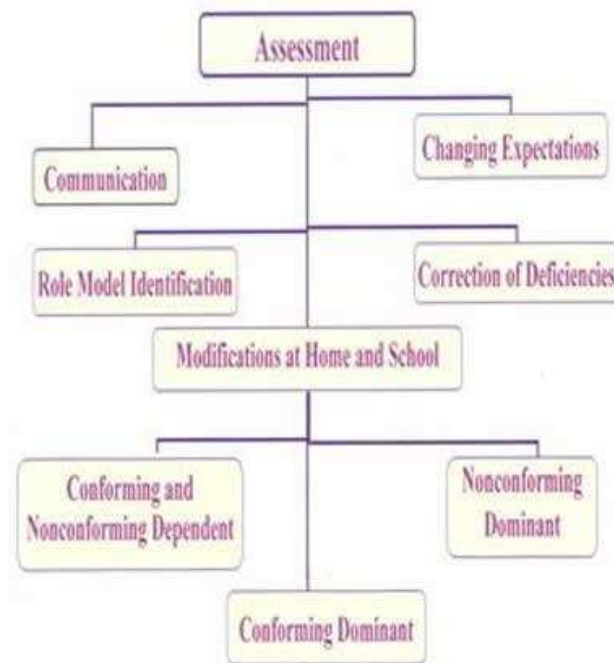 Assessment
Communication
Changing Expectations
Role Model Identification
Correction of Deficiencies
Modifications at Home and School
Conforming and
Nonconforming Dependent
Nonconforming
Dominant
Conforming Dominant